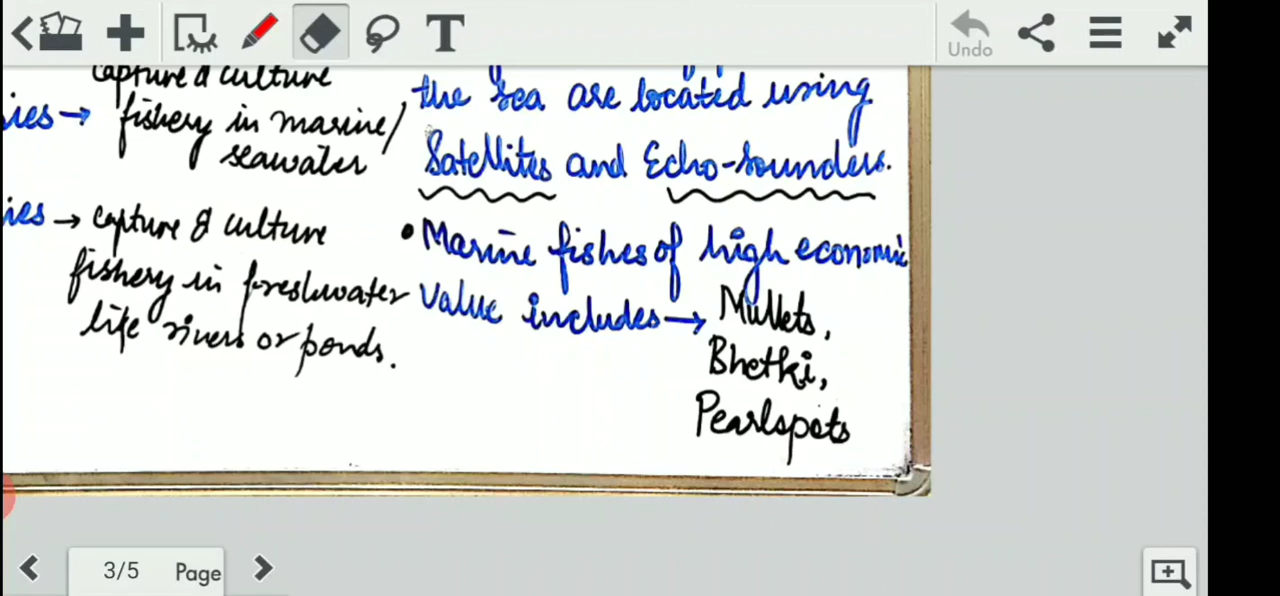 T
Undo
capture & culture
ies → fishery in marine/
seawater
ies → capture & culture
fishery in freshwater
life rivers or ponds.
the sea are located using
Satellites and Echo-sounders.
• Marine fishes of high economic
value includes → Mullets,
Bhetki,
Pearlspots
3/5 Page